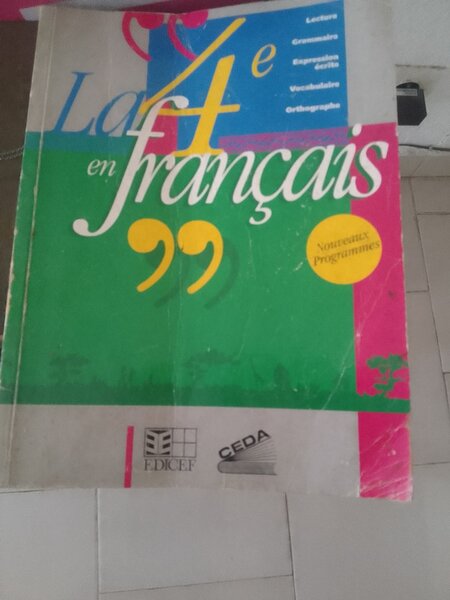 Lecture
Grammaire
Expression
écrite
Vocabulaire
Orthographe
La 4e
en français
Nouveaux
Programmes
EDICEF
CEDA